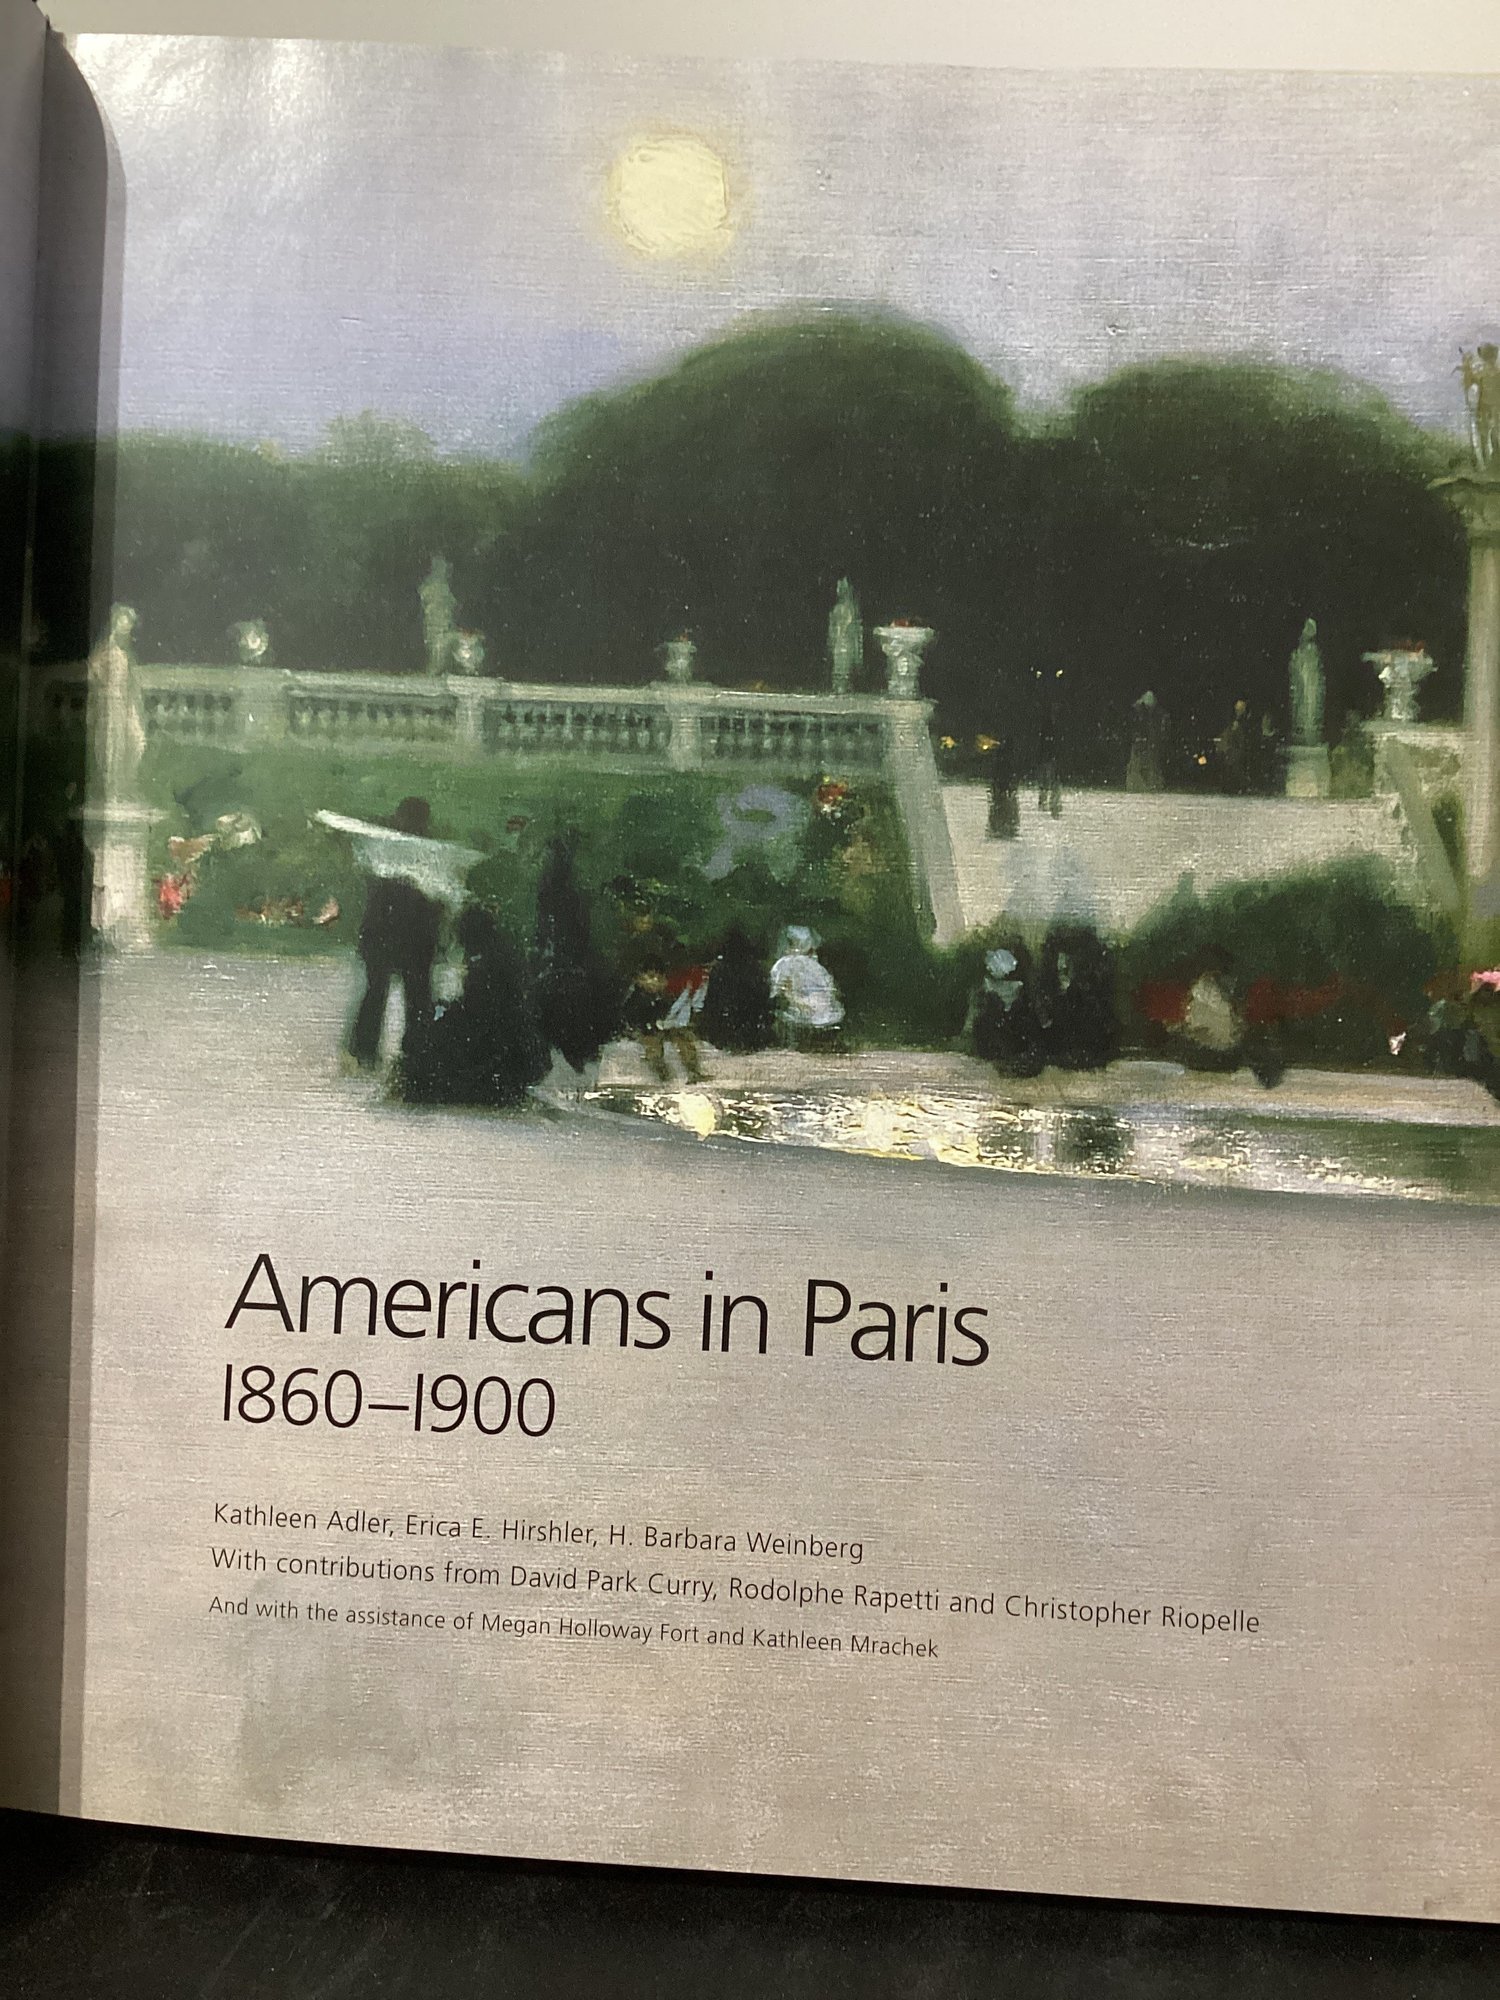 Americans in Paris
1860–1900
Kathleen Adler, Erica E. Hirshler, H. Barbara Weinberg
With contributions from David Park Curry, Rodolphe Rapetti and Christopher Riopelle
And with the assistance of Megan Holloway Fort and Kathleen Mrachek